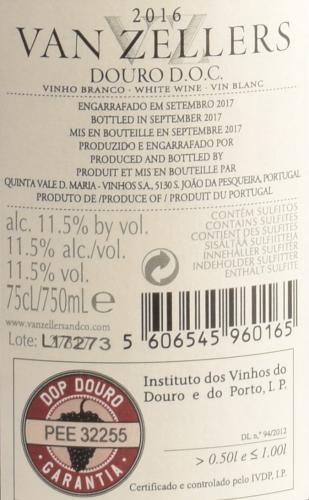 2016
VZ
VAN ZELLERS
DOURO D.O.C.
VINHO BRANCO · WHITE WINE · VIN BLANC
ENGARRAFADO EM SETEMBRO 2017
BOTTLED IN SEPTEMBER 2017
MIS EN BOUTEILLE EN SEPTEMBRE 2017
PRODUZIDO E ENGARRAFADO POR
PRODUCED AND BOTTLED BY
PRODUIT ET MIS EN BOUTEILLE PAR
QUINTA VALE D. MARIA - VINHOS S.A., 5130 S. JOÃO DA PESQUEIRA, PORTUGAL
PRODUTO DE /PRODUCE OF / PRODUIT DU PORTUGAL
alc. 11.5% by vol.
11.5% alc./vol.
11.5% vol.
75cL/750mL e
www.vanzellersandco.com
Lote: L17273
CONTÉM SULFITOS
CONTAINS SULFITES
CONTIENT DES SULFITES
SISÄLTÄÄ SULFIITTEJA
INNEHÅLLER SULFITER
INDEHOLDER SULFITTER
ENTHÄLT SULFITE
5 606545 960165
DOP DOURO
PEE 32255
· GARANTIA ·
Instituto dos Vinhos do
Douro e do Porto, I. P.
DL n.º 94/2012
> 0.50l e ≤ 1.00l
Certificado e controlado pelo IVDP, I.P.